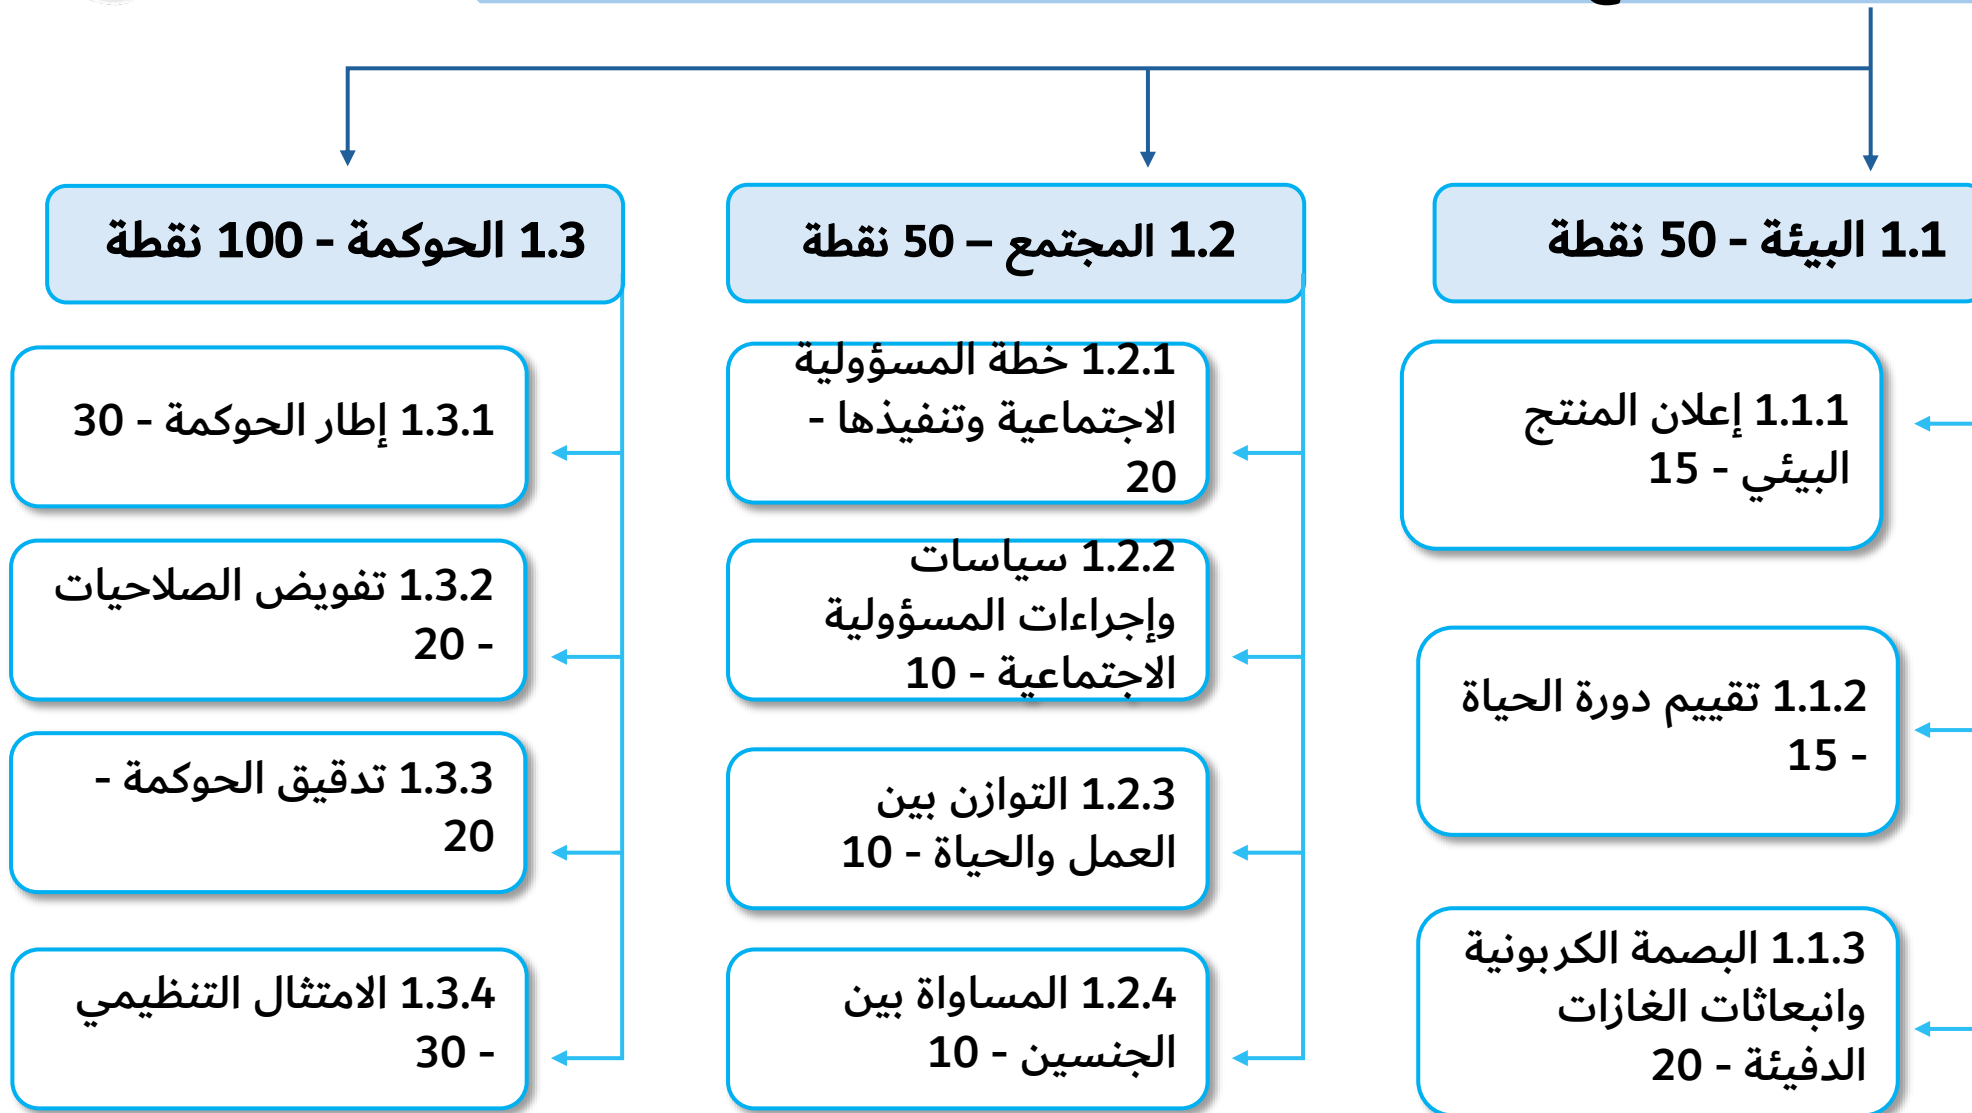 1.1 البيئة - 50 نقطة
1.1.1 إعلان المنتج
البيئي - 15
1.1.2 تقييم دورة الحياة
- 15
1.1.3 البصمة الكربونية
وانبعاثات الغازات
الدفيئة - 20
1.2 المجتمع – 50 نقطة
1.2.1 خطة المسؤولية
الاجتماعية وتنفيذها -
20
1.2.2 سياسات
وإجراءات المسؤولية
الاجتماعية - 10
1.2.3 التوازن بين
العمل والحياة - 10
1.2.4 المساواة بين
الجنسين - 10
1.3 الحوكمة - 100 نقطة
1.3.1 إطار الحوكمة - 30
1.3.2 تفويض الصلاحيات
- 20
1.3.3 تدقيق الحوكمة -
20
1.3.4 الامتثال التنظيمي
- 30